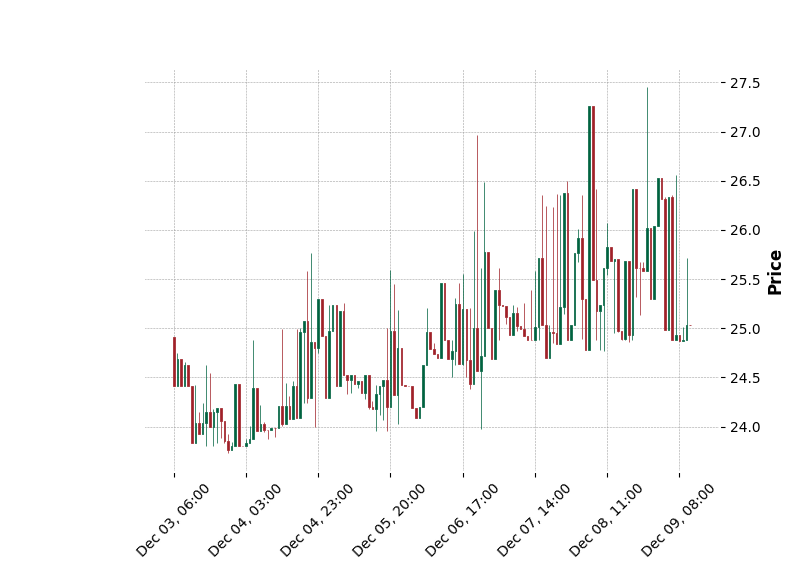 27.5
27.0
26.5
26.0
25.5
25.0
24.5
24.0
Price
Dec 03, 06:00
Dec 04, 03:00
Dec 04, 23:00
Dec 05, 20:00
Dec 06, 17:00
Dec 07, 14:00
Dec 08, 11:00
Dec 09, 08:00